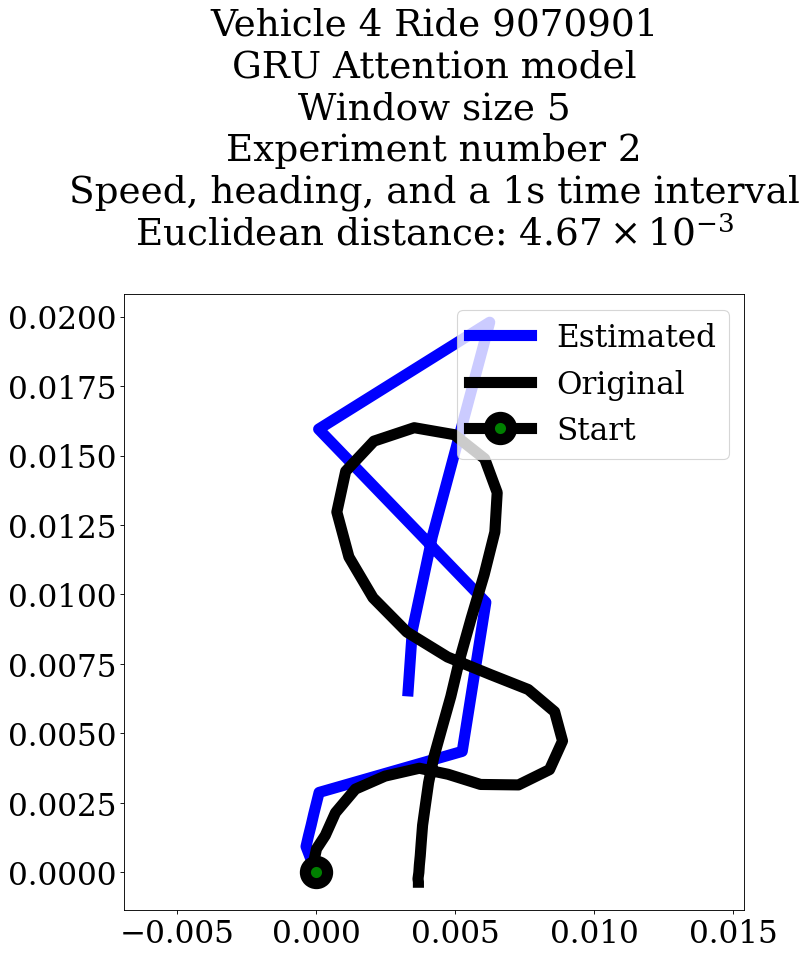 Vehicle 4 Ride 9070901
GRU Attention model
Window size 5
Experiment number 2
Speed, heading, and a 1s time interval
Euclidean distance: 4.67 × 10⁻³
Estimated
Original
Start
0.0200
0.0175
0.0150
0.0125
0.0100
0.0075
0.0050
0.0025
0.0000
−0.005 0.000 0.005 0.010 0.015